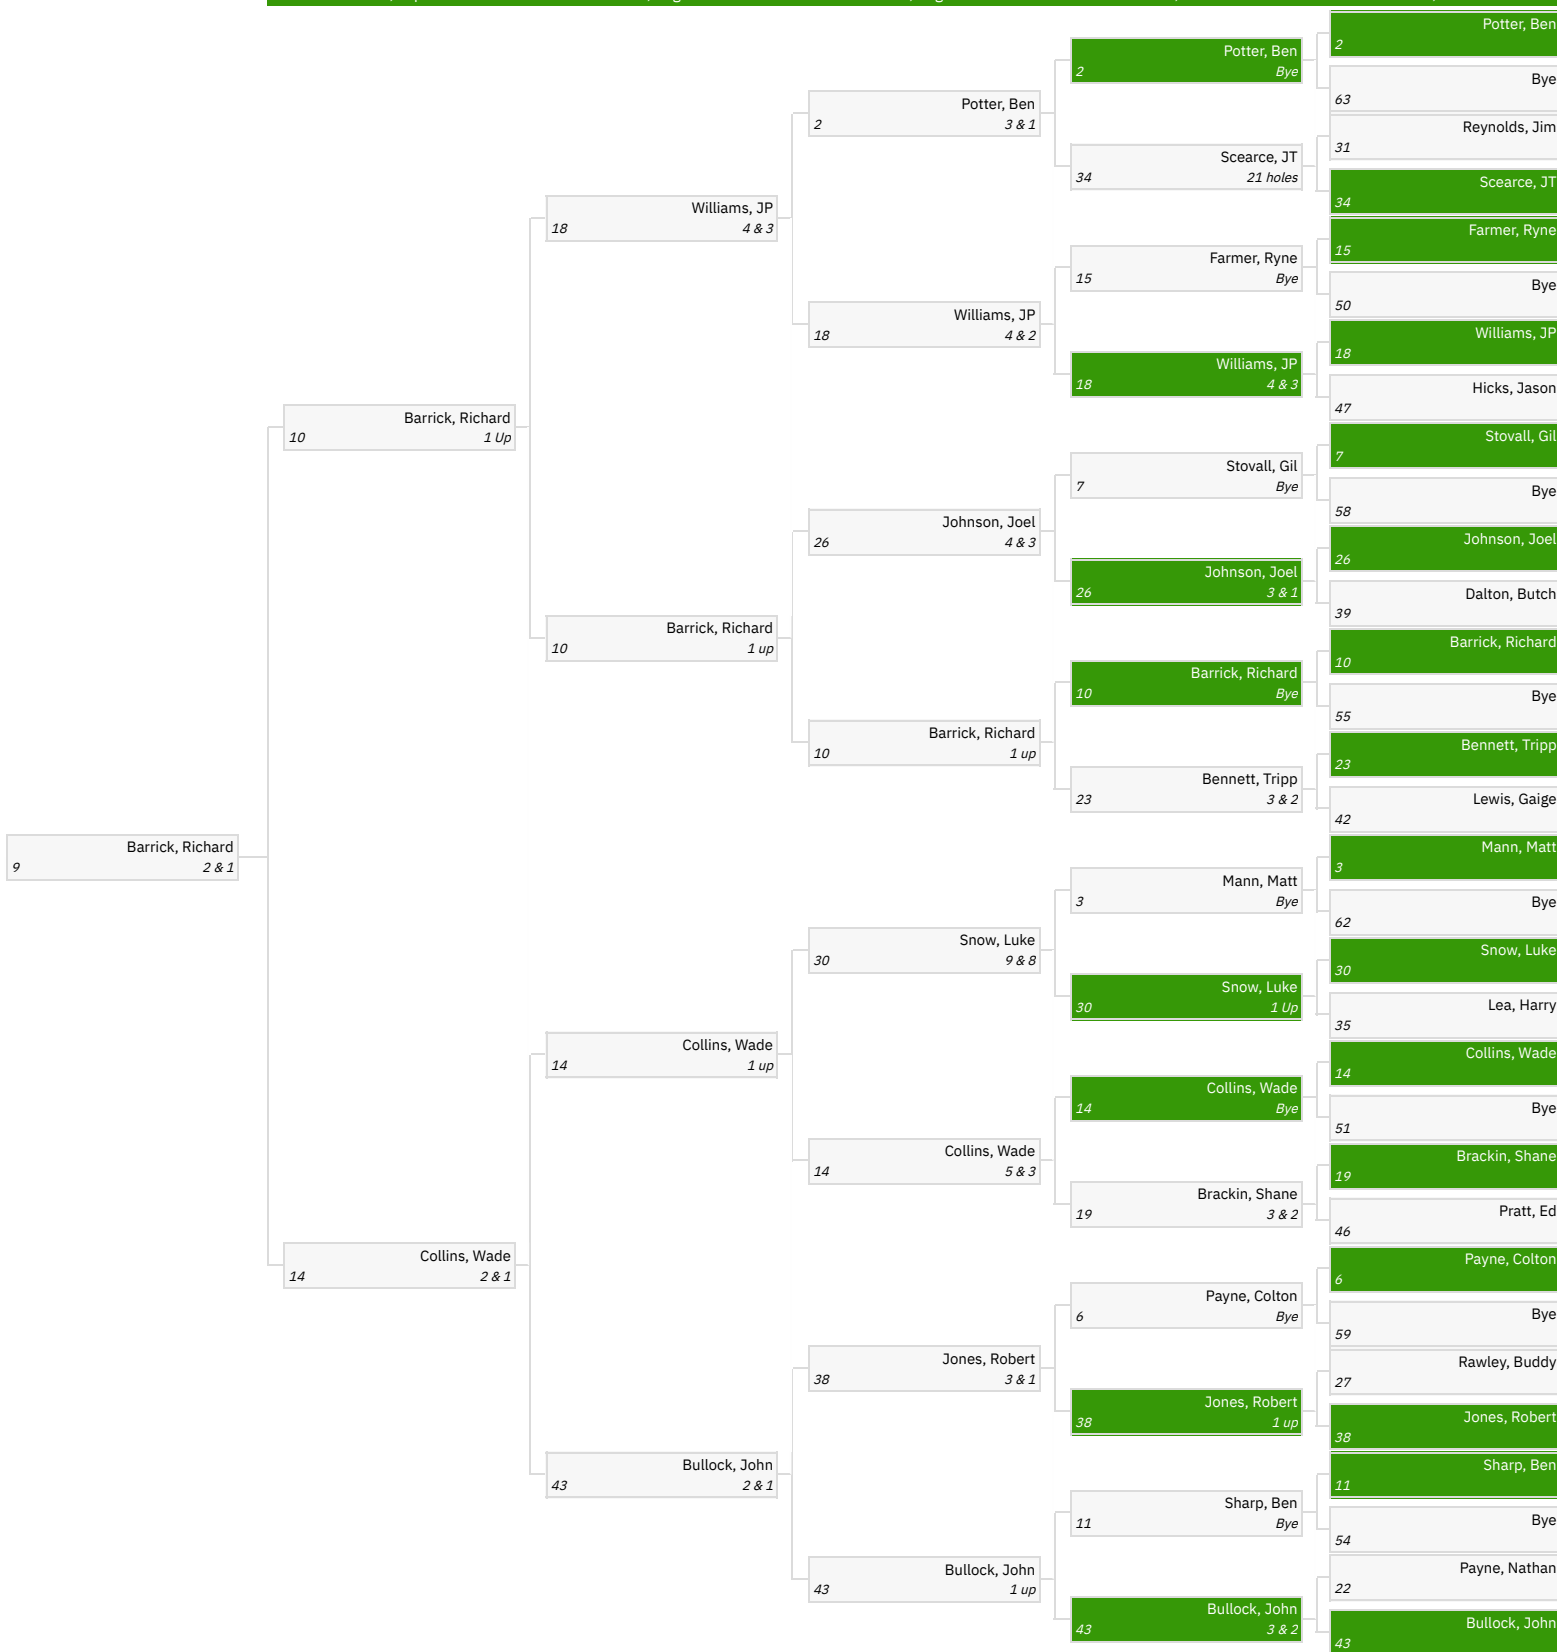 Potter, Ben
2
Bye
63
Reynolds, Jim
31
Scearce, JT
34
Farmer, Ryne
15
Bye
50
Williams, JP
18
Hicks, Jason
47
Stovall, Gil
7
Bye
58
Johnson, Joel
26
Dalton, Butch
39
Barrick, Richard
10
Bye
55
Bennett, Tripp
23
Lewis, Gaige
42
Mann, Matt
3
Bye
62
Snow, Luke
30
Lea, Harry
35
Collins, Wade
14
Bye
51
Brackin, Shane
19
Pratt, Ed
46
Payne, Colton
6
Bye
59
Rawley, Buddy
27
Jones, Robert
38
Sharp, Ben
11
Bye
54
Payne, Nathan
22
Bullock, John
43
Potter, Ben
2 Bye
Scearce, JT
34 21 holes
Farmer, Ryne
15 Bye
Williams, JP
18 4 & 3
Stovall, Gil
7 Bye
Johnson, Joel
26 3 & 1
Barrick, Richard
10 Bye
Bennett, Tripp
23 3 & 2
Mann, Matt
3 Bye
Snow, Luke
30 1 Up
Collins, Wade
14 Bye
Brackin, Shane
19 3 & 2
Payne, Colton
6 Bye
Jones, Robert
38 1 up
Sharp, Ben
11 Bye
Bullock, John
43 3 & 2
Potter, Ben
2 3 & 1
Williams, JP
18 4 & 2
Johnson, Joel
26 4 & 3
Barrick, Richard
10 1 up
Snow, Luke
30 9 & 8
Collins, Wade
14 5 & 3
Jones, Robert
38 3 & 1
Bullock, John
43 1 up
Williams, JP
18 4 & 3
Barrick, Richard
10 1 up
Collins, Wade
14 1 up
Bullock, John
43 2 & 1
Barrick, Richard
10 1 Up
Collins, Wade
14 2 & 1
Barrick, Richard
9 2 & 1